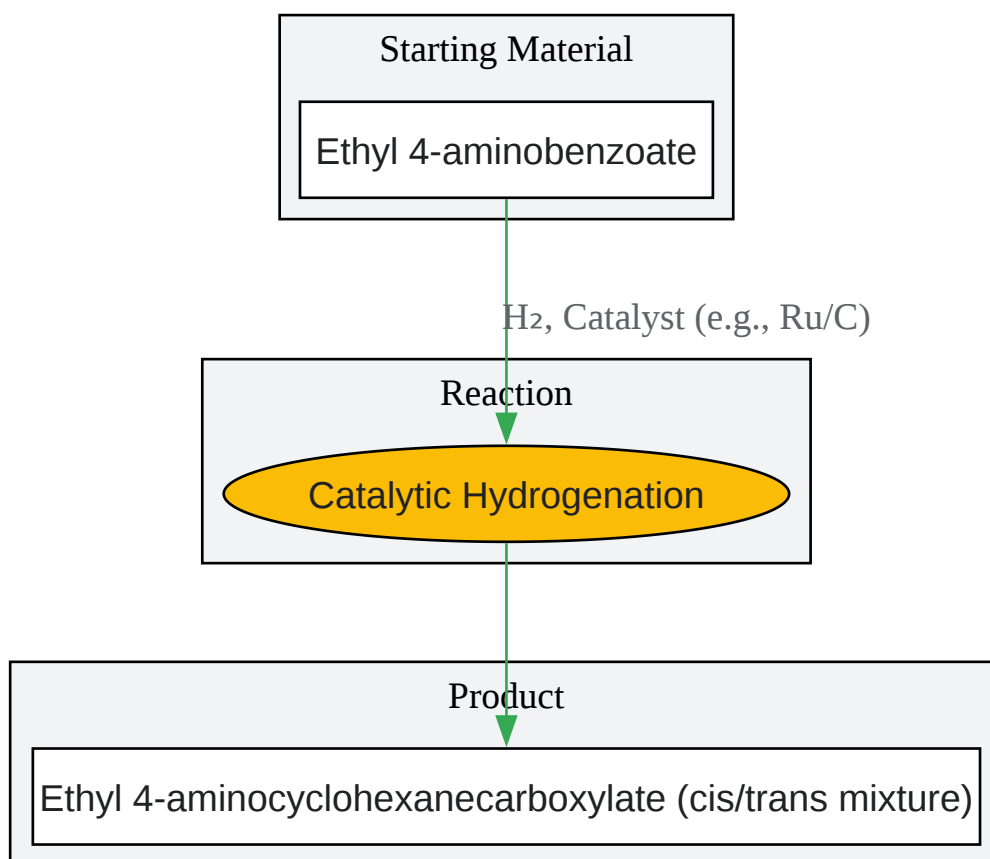 Starting Material
Ethyl 4-aminobenzoate
H₂, Catalyst (e.g., Ru/C)
Reaction
Catalytic Hydrogenation
Product
Ethyl 4-aminocyclohexanecarboxylate (cis/trans mixture)